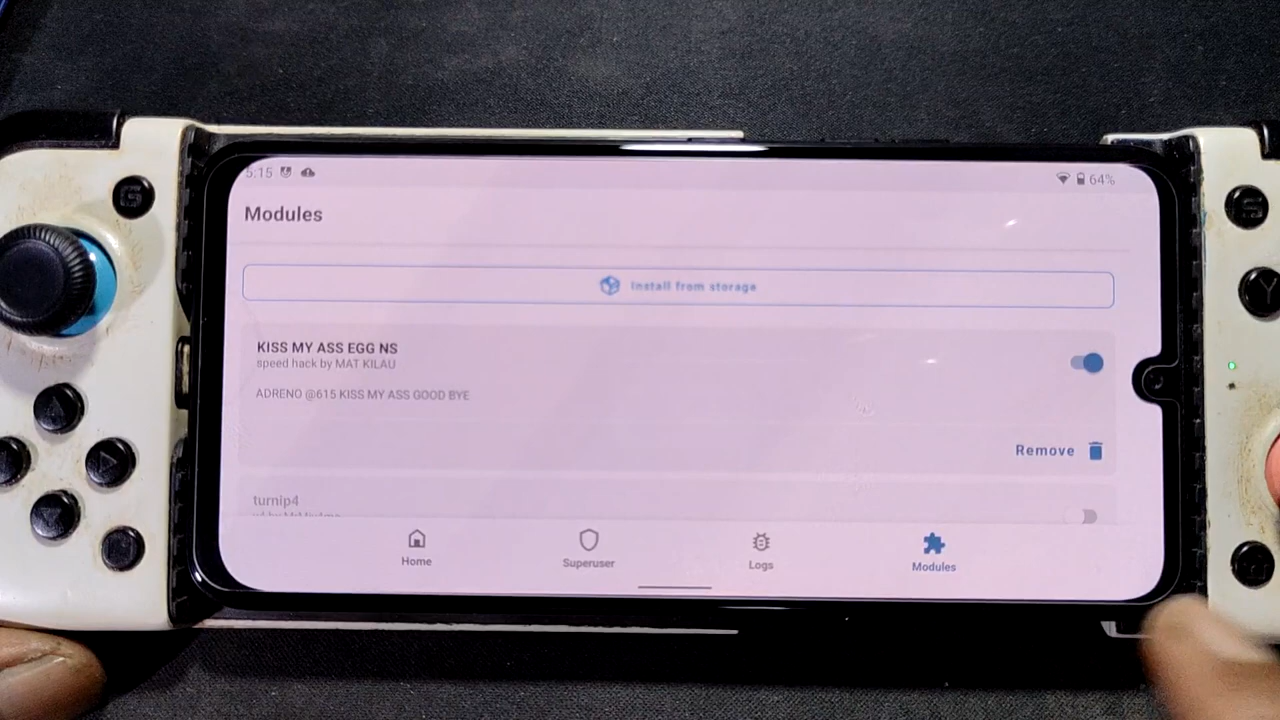 5:15
64%
Modules
Install from storage
KISS MY ASS EGG NS
speed hack by MAT KILAU
ADRENO @615 KISS MY ASS GOOD BYE
Remove
turnip4
Home
Superuser
Logs
Modules
G
S
Y